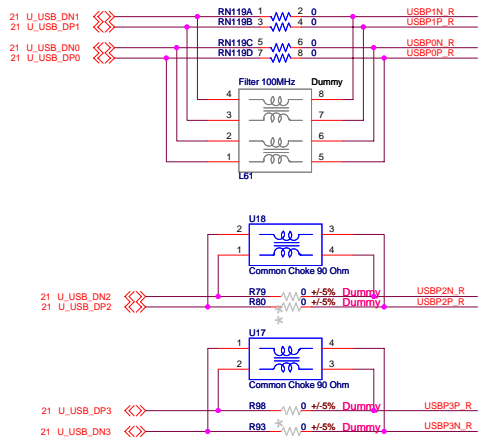 21 U_USB_DN1 RN119A 1 2 0 USBP1N_R
21 U_USB_DP1 RN119B 3 4 0 USBP1P_R
21 U_USB_DN0 RN119C 5 6 0 USBP0N_R
21 U_USB_DP0 RN119D 7 8 0 USBP0P_R
Filter 100MHz Dummy
4 8
3 7
2 6
1 5
L61
U18
2 3
1 4
Common Choke 90 Ohm
21 U_USB_DN2 R79 0 +/-5% Dummy USBP2N_R
21 U_USB_DP2 R80 0 +/-5% Dummy USBP2P_R
*
U17
1 4
2 3
Common Choke 90 Ohm
21 U_USB_DP3 R98 0 +/-5% Dummy USBP3P_R
*
21 U_USB_DN3 R93 0 +/-5% Dummy USBP3N_R